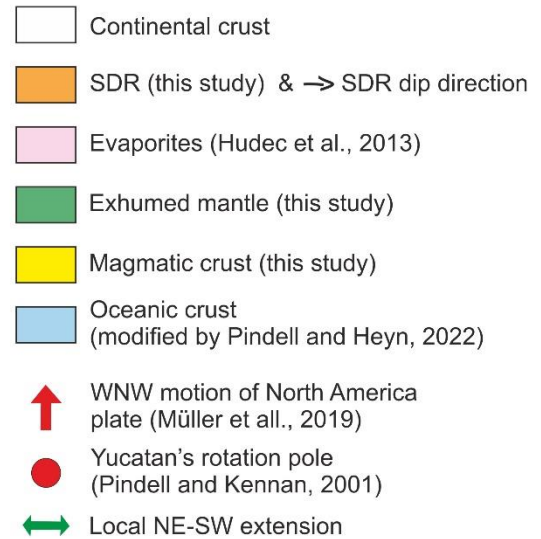 Continental crust
SDR (this study) & -> SDR dip direction
Evaporites (Hudec et al., 2013)
Exhumed mantle (this study)
Magmatic crust (this study)
Oceanic crust
(modified by Pindell and Heyn, 2022)
WNW motion of North America
plate (Müller et all., 2019)
Yucatan's rotation pole
(Pindell and Kennan, 2001)
Local NE-SW extension